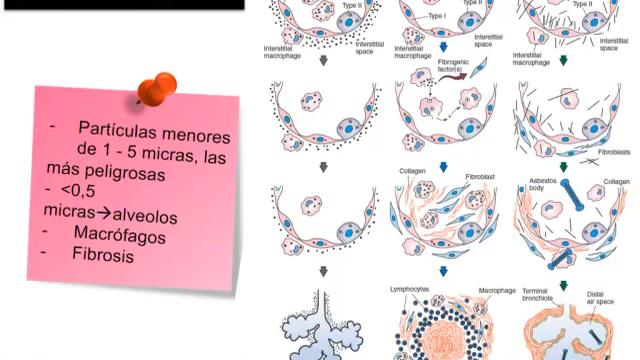 - Partículas menores
de 1 - 5 micras, las
más peligrosas
- <0,5
micras→alveolos
- Macrófagos
- Fibrosis
Type II
Type II
Type I
Interstitial
macrophage
Interstitial
space
Interstitial
macrophage
Interstitial
space
Interstitial
macrophage
Interstitial
space
Fibrogenic
factor(s)
Fibroblasts
Collagen
Fibroblast
Asbestos
body
Collagen
Lymphocytes
Macrophage
Terminal
bronchiole
Distal
air space